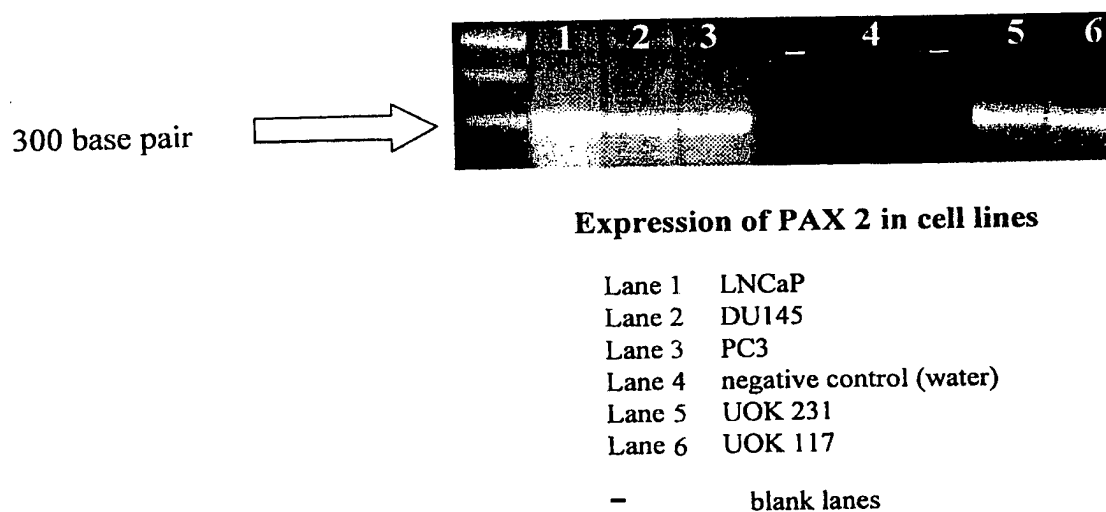 1 2 3 – 4 – 5 6
300 base pair
Expression of PAX 2 in cell lines
Lane 1 LNCaP
Lane 2 DU145
Lane 3 PC3
Lane 4 negative control (water)
Lane 5 UOK 231
Lane 6 UOK 117
– blank lanes